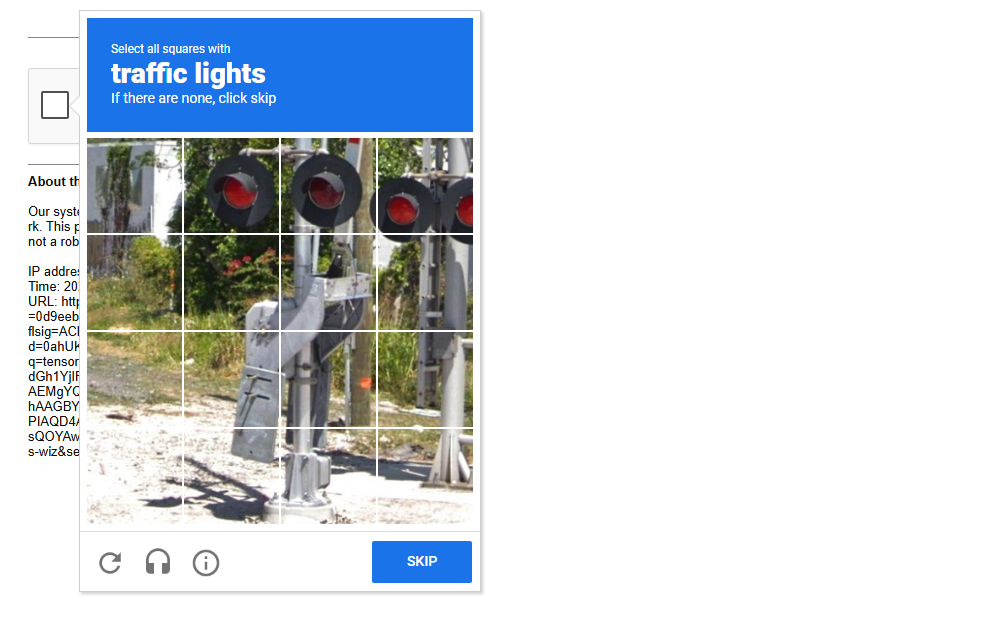 Select all squares with
traffic lights
If there are none, click skip
About th
Our syste
rk. This p
not a rob
IP addres
Time: 20
URL: http
=0d9eeb
flsig=ACI
d=0ahUK
q=tensor
dGh1YjlF
AEMgYC
hAAGBY
PIAQD4A
sQOYAw
s-wiz&se
SKIP